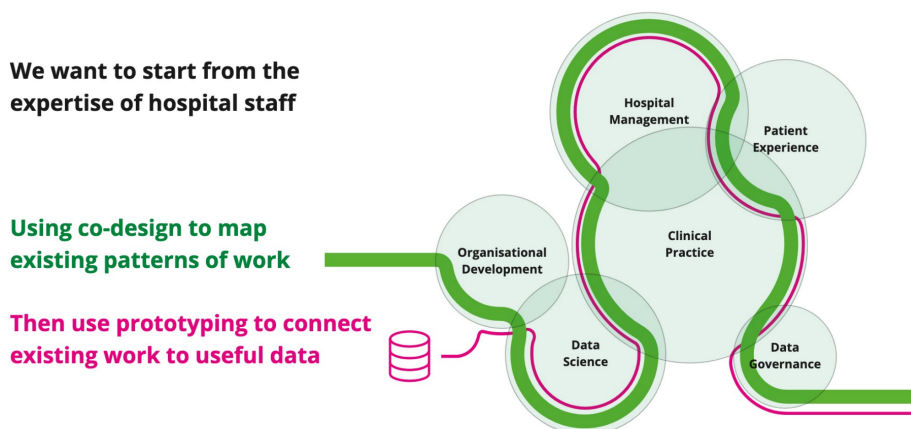 We want to start from the
expertise of hospital staff
Using co-design to map
existing patterns of work
Then use prototyping to connect
existing work to useful data
Hospital
Management
Patient
Experience
Clinical
Practice
Organisational
Development
Data
Science
Data
Governance